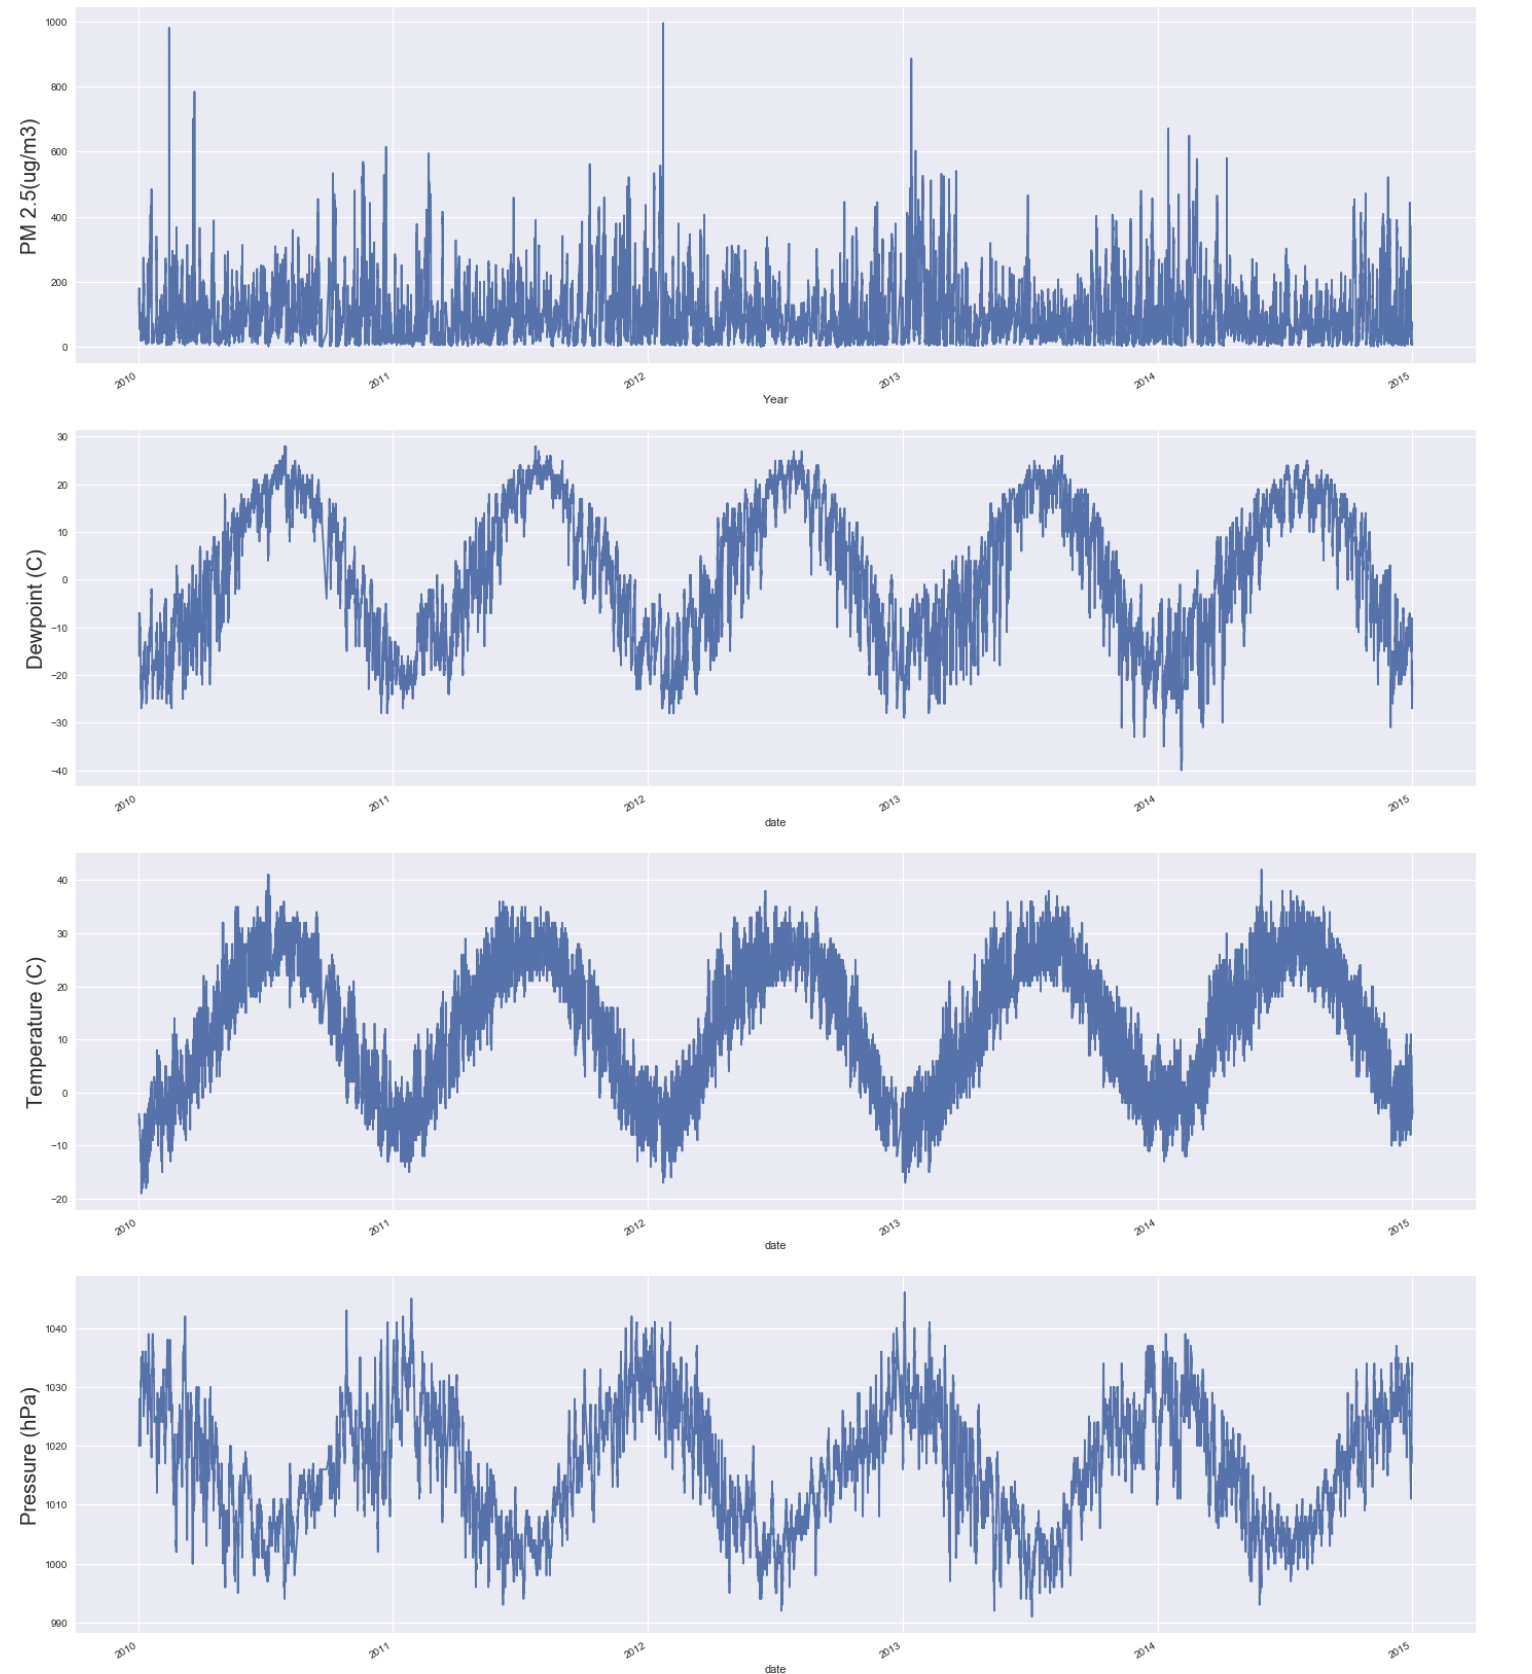 PM 2.5(ug/m3)
1000
800
600
400
200
0
2010 2011 2012 2013 2014 2015
Year
Dewpoint (C)
30
20
10
0
−10
−20
−30
−40
2010 2011 2012 2013 2014 2015
date
Temperature (C)
40
30
20
10
0
−10
−20
2010 2011 2012 2013 2014 2015
date
Pressure (hPa)
1040
1030
1020
1010
1000
990
2010 2011 2012 2013 2014 2015
date